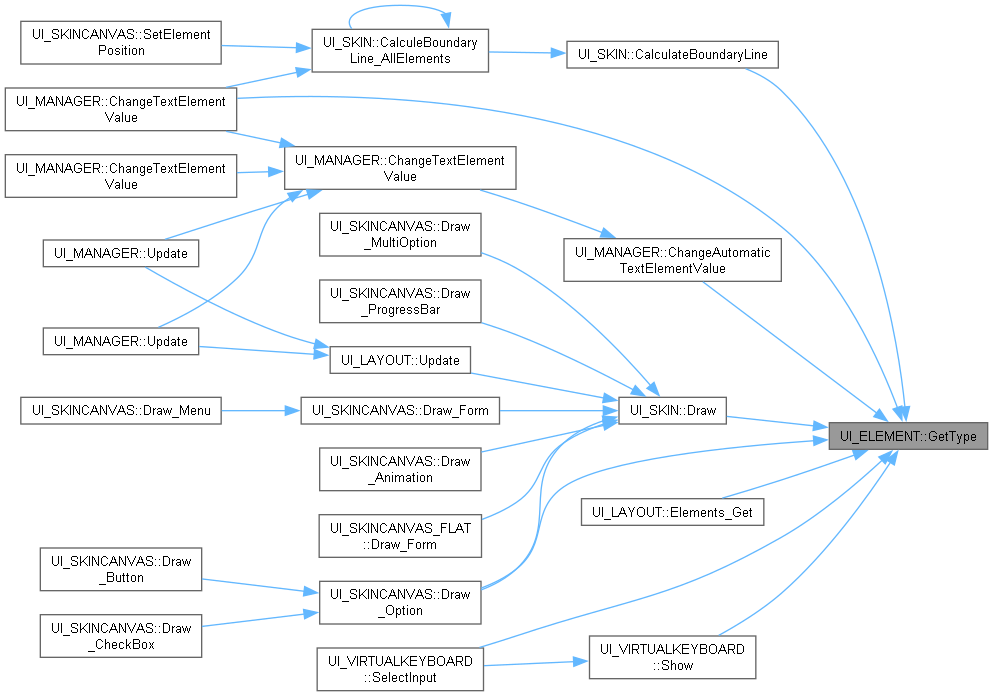 UI_SKINCANVAS::SetElement
Position
UI_SKIN::CalculeBoundary
Line_AllElements
UI_SKIN::CalculateBoundaryLine
UI_MANAGER::ChangeTextElement
Value
UI_MANAGER::ChangeTextElement
Value
UI_MANAGER::ChangeTextElement
Value
UI_SKINCANVAS::Draw
_MultiOption
UI_MANAGER::Update
UI_MANAGER::ChangeAutomatic
TextElementValue
UI_SKINCANVAS::Draw
_ProgressBar
UI_MANAGER::Update
UI_LAYOUT::Update
UI_SKINCANVAS::Draw_Menu
UI_SKINCANVAS::Draw_Form
UI_SKIN::Draw
UI_ELEMENT::GetType
UI_SKINCANVAS::Draw
_Animation
UI_LAYOUT::Elements_Get
UI_SKINCANVAS_FLAT
::Draw_Form
UI_SKINCANVAS::Draw
_Button
UI_SKINCANVAS::Draw
_Option
UI_SKINCANVAS::Draw
_CheckBox
UI_VIRTUALKEYBOARD
::SelectInput
UI_VIRTUALKEYBOARD
::Show